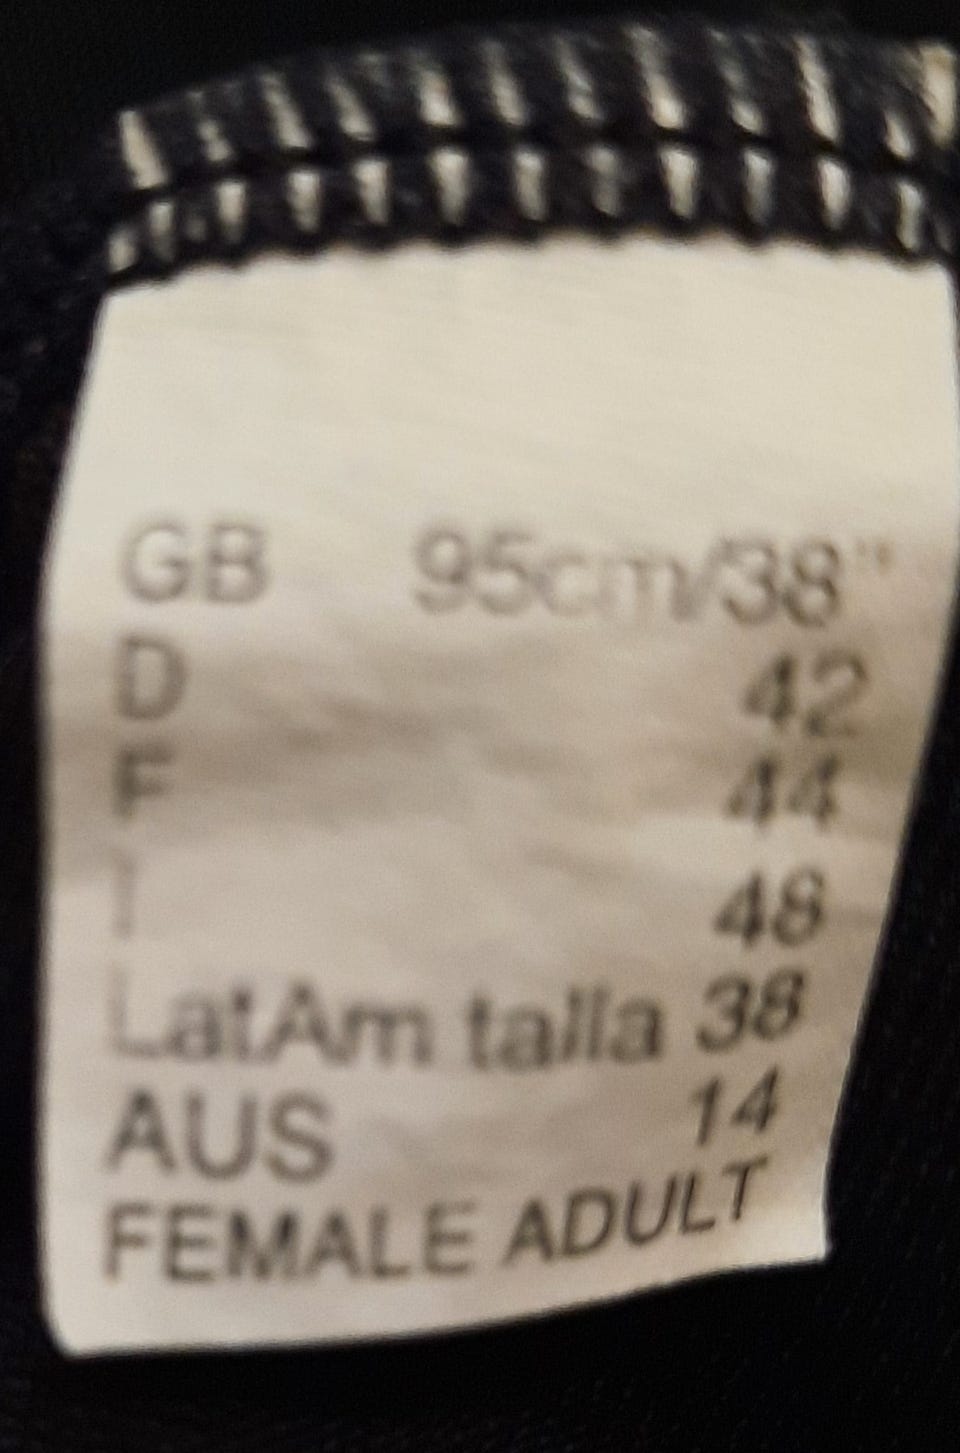 GB 95cm/38"
D 42
F 44
I 48
LatAm talla 38
AUS 14
FEMALE ADULT